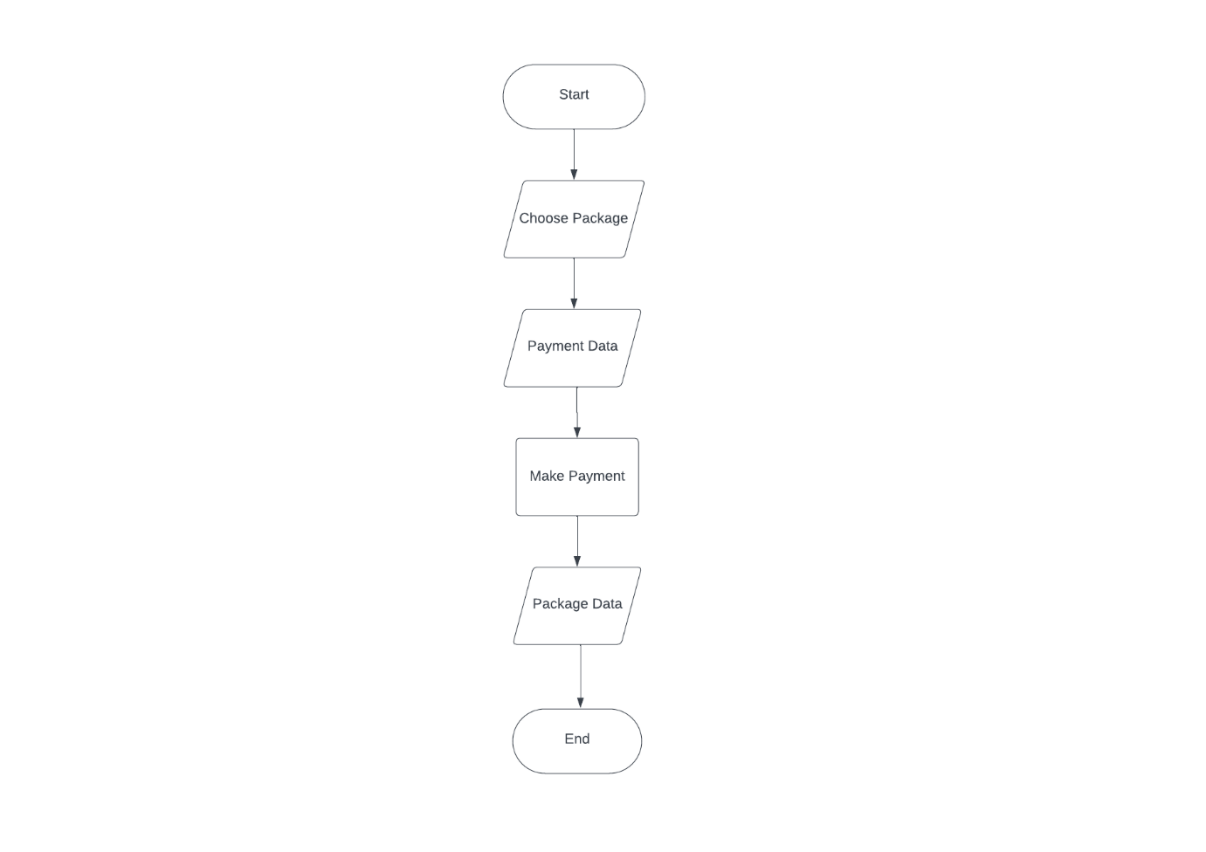 Start
Choose Package
Payment Data
Make Payment
Package Data
End